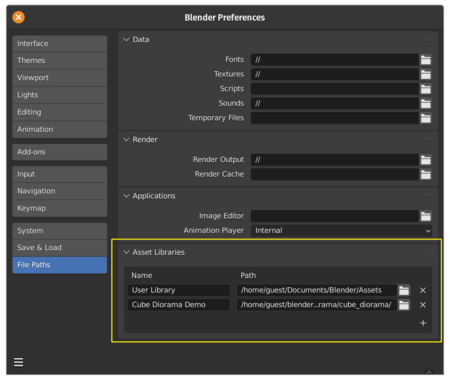 Blender Preferences
Interface
Themes
Viewport
Lights
Editing
Animation
Add-ons
Input
Navigation
Keymap
System
Save & Load
File Paths
Data
Fonts //
Textures //
Scripts
Sounds //
Temporary Files
Render
Render Output //
Render Cache
Applications
Image Editor
Animation Player Internal
Asset Libraries
Name Path
User Library /home/guest/Documents/Blender/Assets
Cube Diorama Demo /home/guest/blender...rama/cube_diorama/